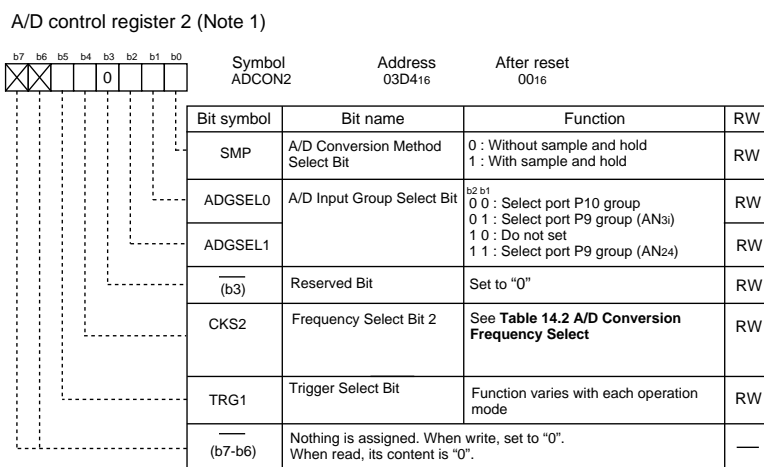 A/D control register 2 (Note 1)
b7 b6 b5 b4 b3 b2 b1 b0
0
Symbol Address After reset
ADCON2 03D416 0016
Bit symbol Bit name Function RW
SMP A/D Conversion Method Select Bit 0 : Without sample and hold RW
1 : With sample and hold
ADGSEL0 A/D Input Group Select Bit b2 b1 RW
0 0 : Select port P10 group
0 1 : Select port P9 group (AN3i)
ADGSEL1 1 0 : Do not set RW
1 1 : Select port P9 group (AN24)
(b3) Reserved Bit Set to “0” RW
CKS2 Frequency Select Bit 2 See Table 14.2 A/D Conversion RW
Frequency Select
TRG1 Trigger Select Bit Function varies with each operation RW
mode
(b7-b6) Nothing is assigned. When write, set to “0”. —
When read, its content is “0”.